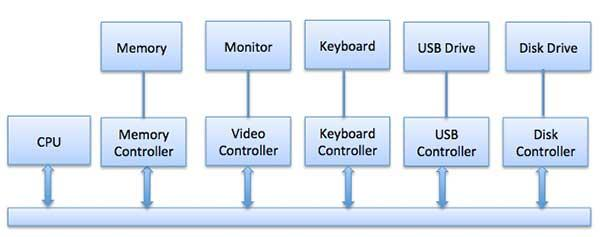 Memory
Monitor
Keyboard
USB Drive
Disk Drive
CPU
Memory
Controller
Video
Controller
Keyboard
Controller
USB
Controller
Disk
Controller